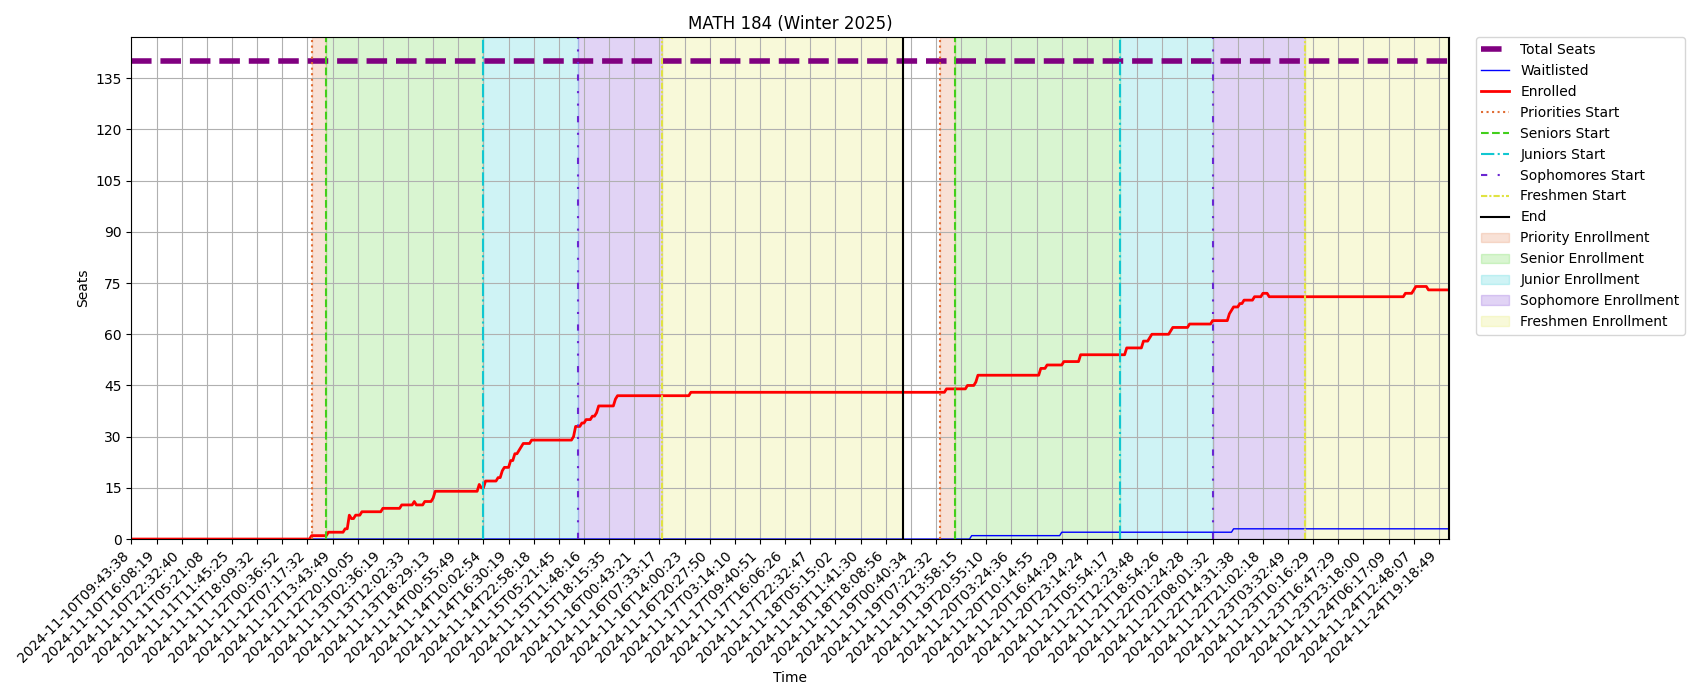 MATH 184 (Winter 2025)
Seats
135
120
105
90
75
60
45
30
15
0
2024-11-10T09:43:38
2024-11-10T16:08:19
2024-11-10T22:32:40
2024-11-11T05:21:08
2024-11-11T11:45:25
2024-11-11T18:09:32
2024-11-12T00:36:52
2024-11-12T07:17:32
2024-11-12T13:43:49
2024-11-12T20:10:05
2024-11-13T02:36:19
2024-11-13T12:02:33
2024-11-13T18:29:13
2024-11-14T00:55:49
2024-11-14T10:02:54
2024-11-14T16:30:19
2024-11-14T22:58:18
2024-11-15T05:21:45
2024-11-15T11:48:16
2024-11-15T18:15:35
2024-11-16T00:43:21
2024-11-16T07:33:17
2024-11-16T14:00:23
2024-11-16T20:27:50
2024-11-17T03:14:10
2024-11-17T09:40:51
2024-11-17T16:06:26
2024-11-17T22:32:47
2024-11-18T05:15:02
2024-11-18T11:41:30
2024-11-18T18:08:56
2024-11-19T00:40:34
2024-11-19T07:22:32
2024-11-19T13:58:15
2024-11-19T20:55:10
2024-11-20T03:24:36
2024-11-20T10:14:55
2024-11-20T16:44:29
2024-11-20T23:14:24
2024-11-21T05:54:17
2024-11-21T12:23:48
2024-11-21T18:54:26
2024-11-22T01:24:28
2024-11-22T08:01:32
2024-11-22T14:31:38
2024-11-22T21:02:18
2024-11-23T03:32:49
2024-11-23T10:16:29
2024-11-23T16:47:29
2024-11-23T23:18:00
2024-11-24T06:17:09
2024-11-24T12:48:07
2024-11-24T19:18:49
Time
Total Seats
Waitlisted
Enrolled
Priorities Start
Seniors Start
Juniors Start
Sophomores Start
Freshmen Start
End
Priority Enrollment
Senior Enrollment
Junior Enrollment
Sophomore Enrollment
Freshmen Enrollment